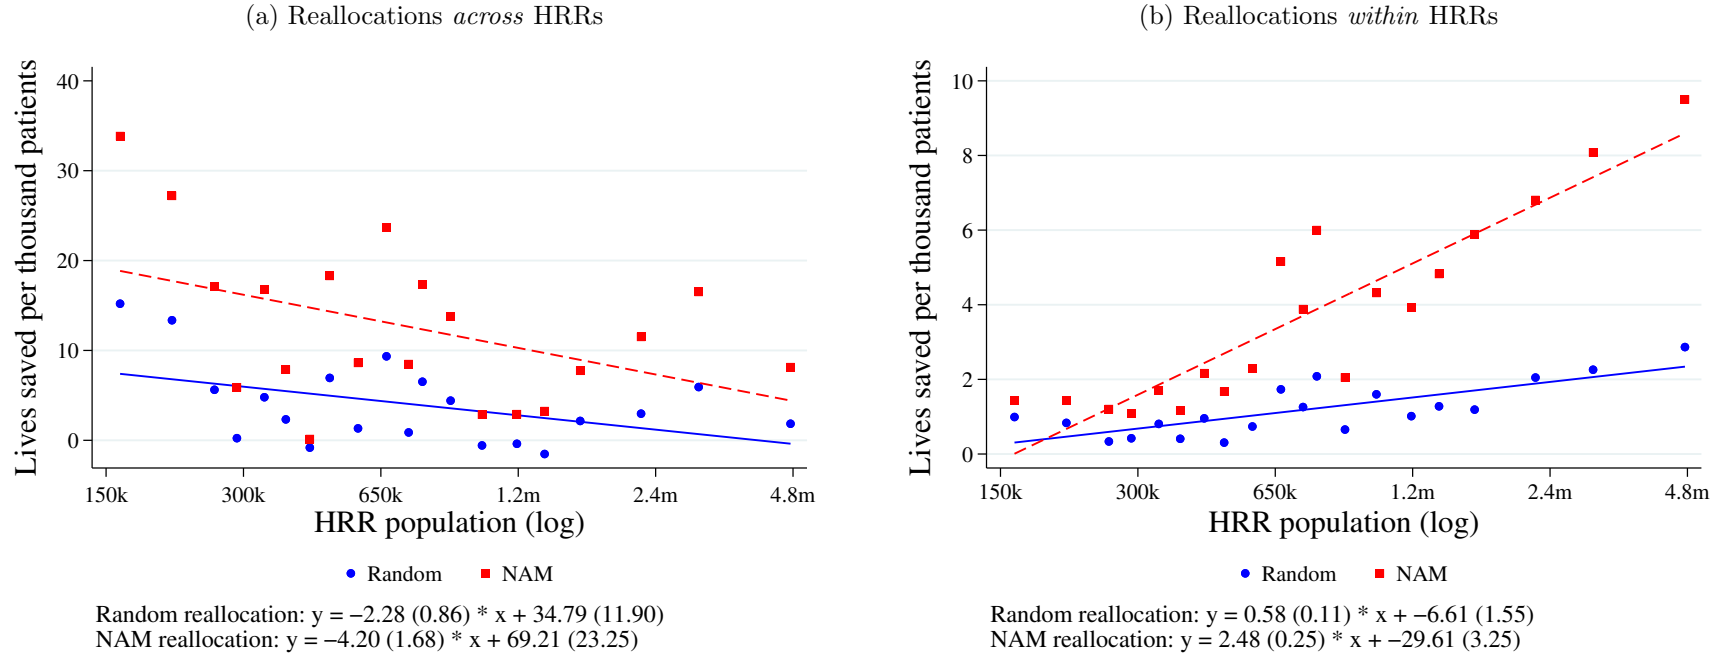 (a) Reallocations across HRRs
Lives saved per thousand patients
40
30
20
10
0
150k 300k 650k 1.2m 2.4m 4.8m
HRR population (log)
Random NAM
Random reallocation: y = −2.28 (0.86) * x + 34.79 (11.90)
NAM reallocation: y = −4.20 (1.68) * x + 69.21 (23.25)
(b) Reallocations within HRRs
Lives saved per thousand patients
10
8
6
4
2
0
150k 300k 650k 1.2m 2.4m 4.8m
HRR population (log)
Random NAM
Random reallocation: y = 0.58 (0.11) * x + −6.61 (1.55)
NAM reallocation: y = 2.48 (0.25) * x + −29.61 (3.25)